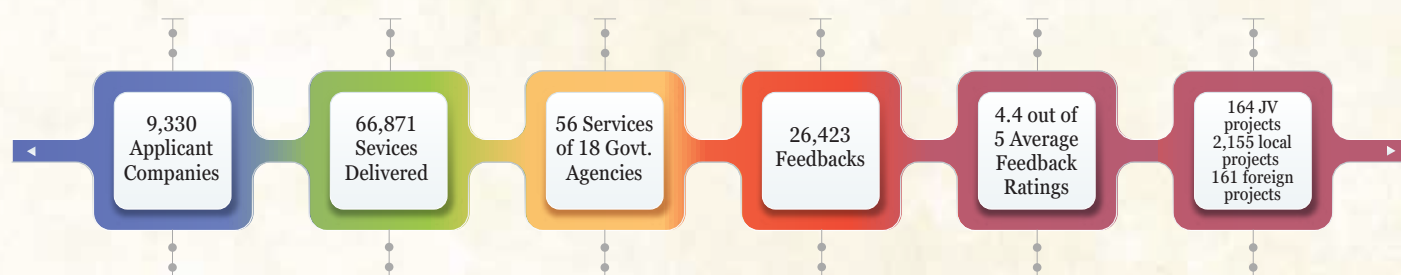 9,330
Applicant
Companies
66,871
Sevices
Delivered
56 Services
of 18 Govt.
Agencies
26,423
Feedbacks
4.4 out of
5 Average
Feedback
Ratings
164 JV
projects
2,155 local
projects
161 foreign
projects